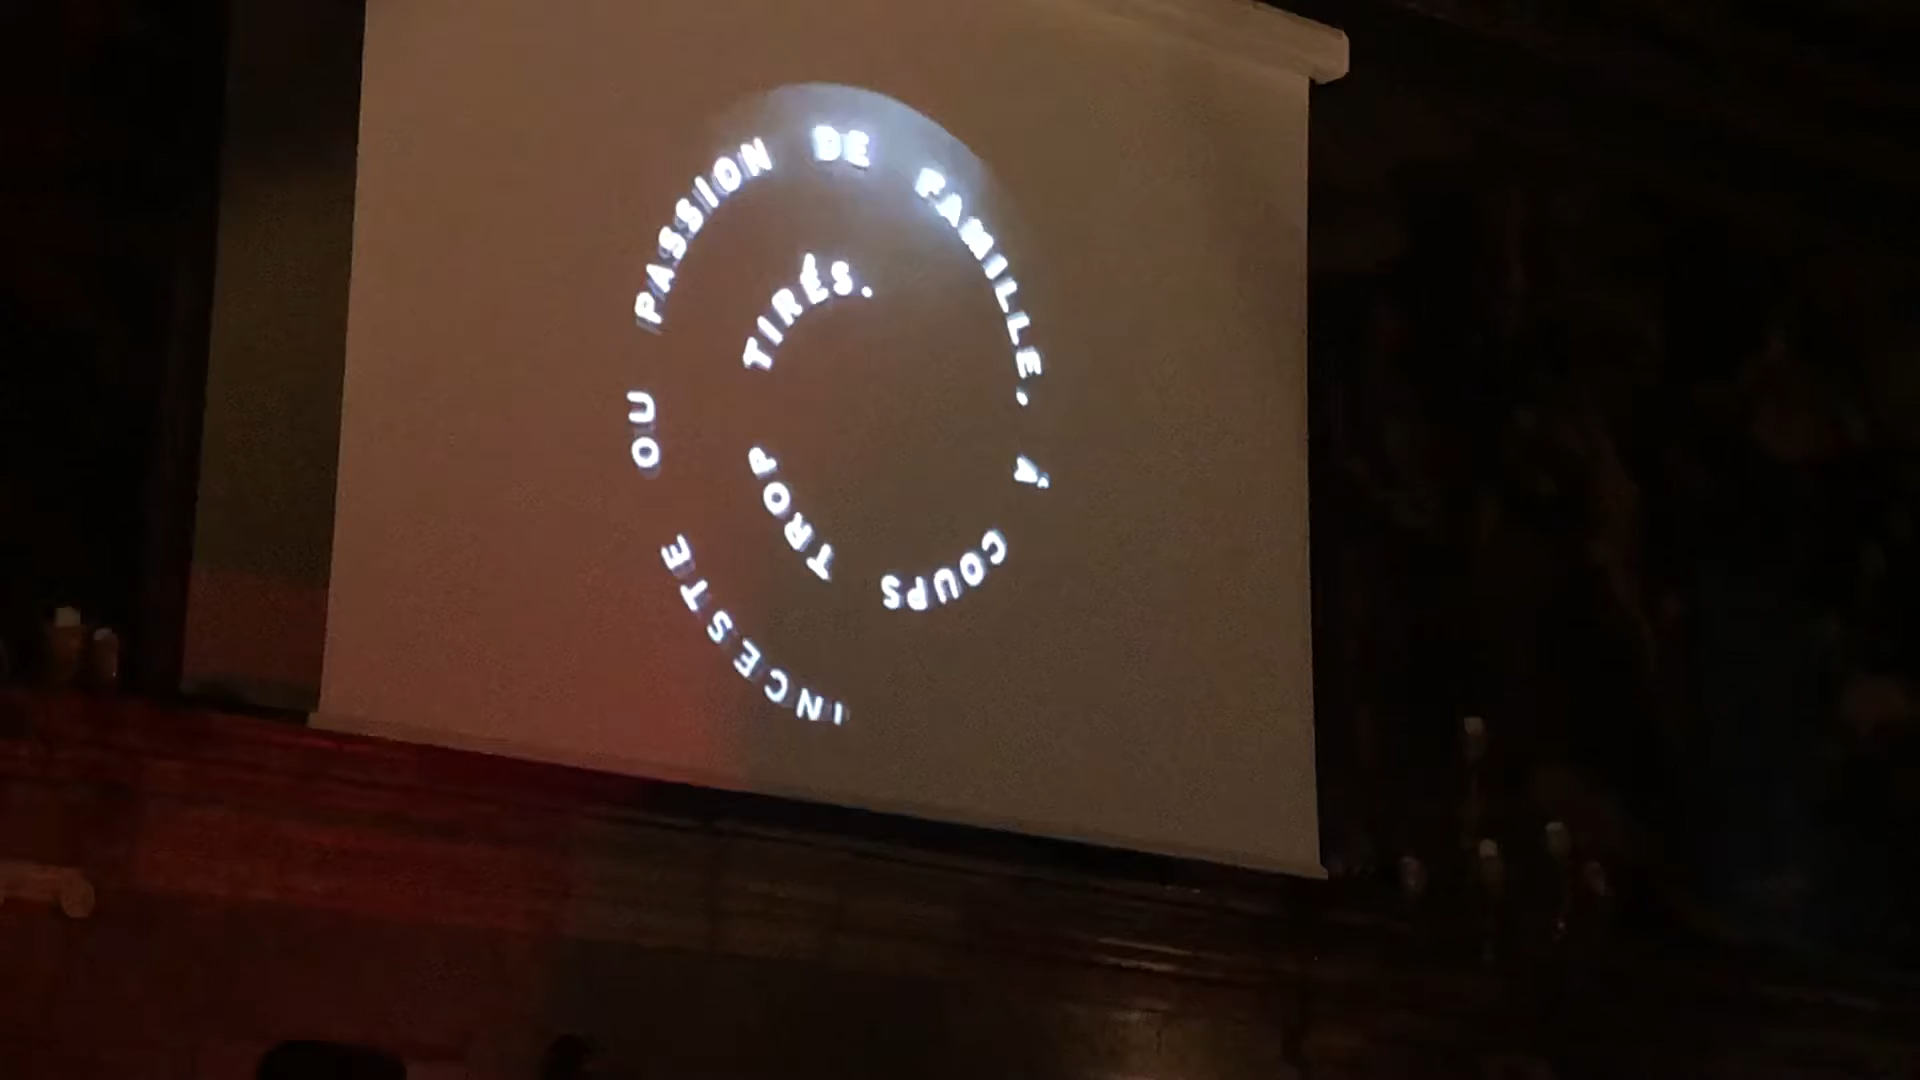 INCESTE OU PASSION DE FAMILLE, À COUPS TROP TIRÉS.